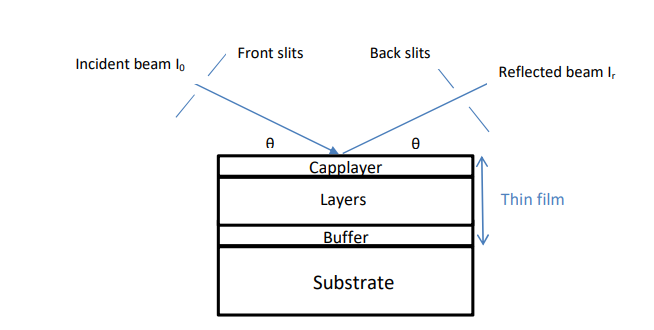 Front slits
Back slits
Incident beam I₀
Reflected beam Iᵣ
θ
θ
Capplayer
Layers
Thin film
Buffer
Substrate